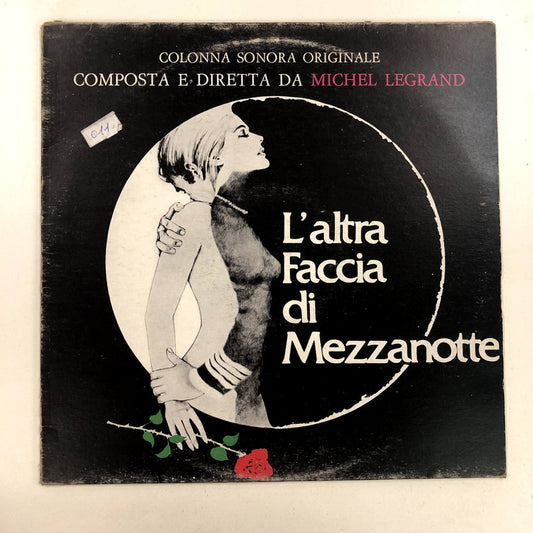 COLONNA SONORA ORIGINALE
COMPOSTA E DIRETTA DA MICHEL LEGRAND
L'altra
Faccia
di
Mezzanotte